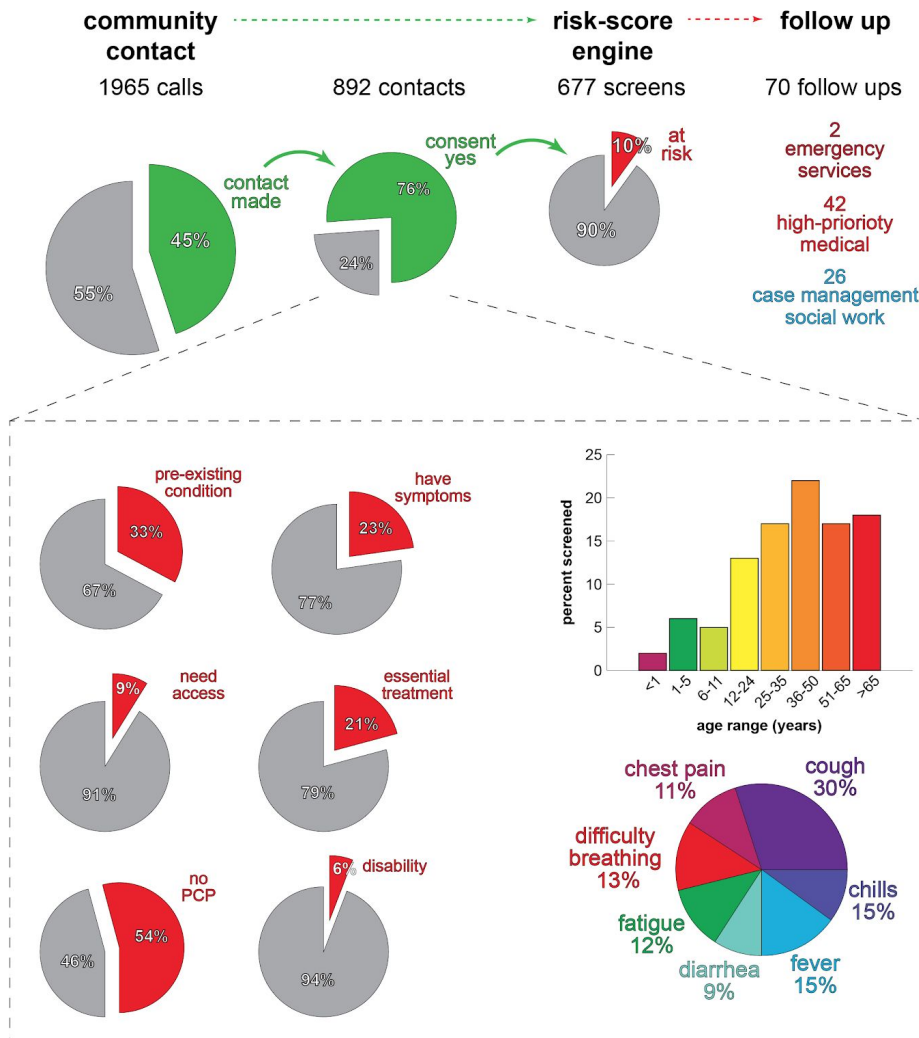 community
contact
risk-score
engine
follow up
1965 calls
892 contacts
677 screens
70 follow ups
contact
made
45%
55%
consent
yes
76%
24%
at
risk
10%
90%
2
emergency
services
42
high-priorioty
medical
26
case management
social work
pre-existing
condition
33%
67%
have
symptoms
23%
77%
need
access
9%
91%
essential
treatment
21%
79%
no
PCP
54%
46%
disability
6%
94%
percent screened
25
20
15
10
5
0
<1
1-5
6-11
12-24
25-35
36-50
51-65
>65
age range (years)
chest pain
11%
cough
30%
difficulty
breathing
13%
chills
15%
fatigue
12%
diarrhea
9%
fever
15%